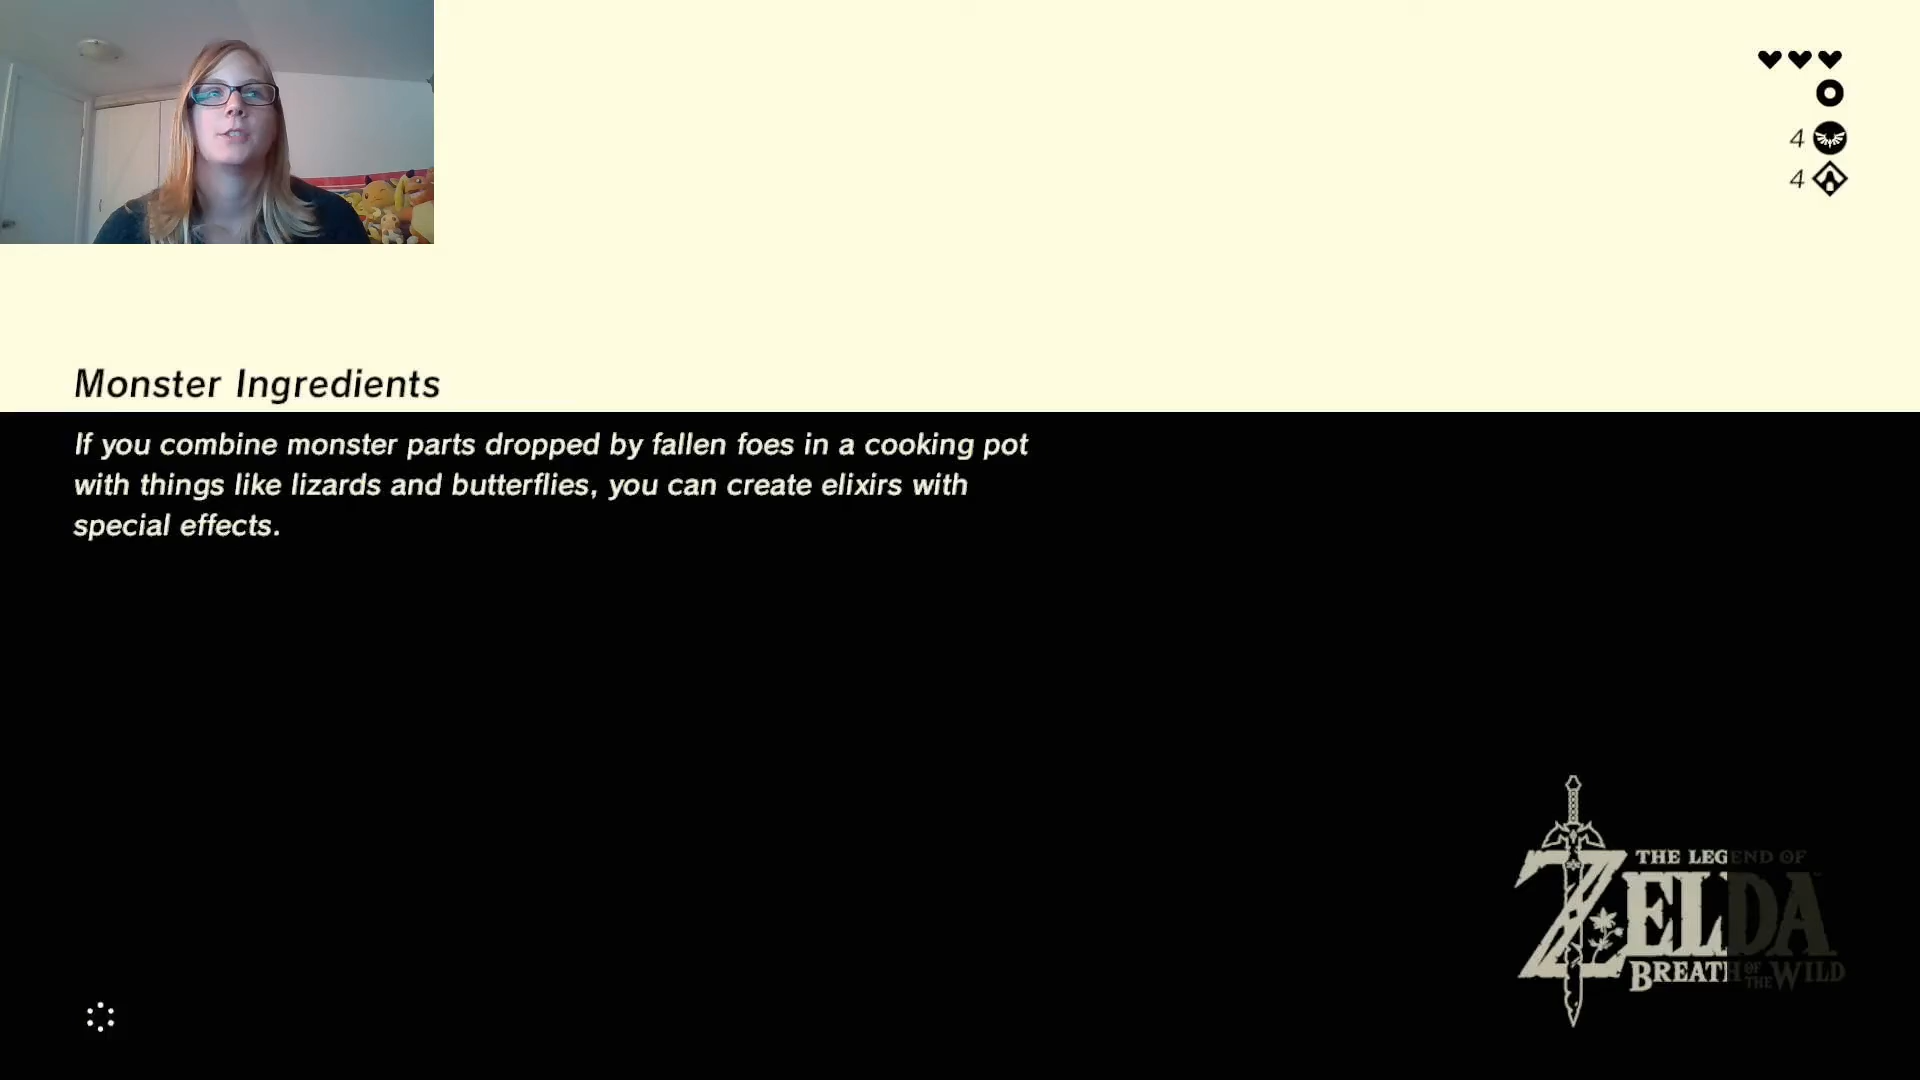 4
4
Monster Ingredients
If you combine monster parts dropped by fallen foes in a cooking pot
with things like lizards and butterflies, you can create elixirs with
special effects.
THE LEGEND OF
ZELDA
BREATH OF THE WILD